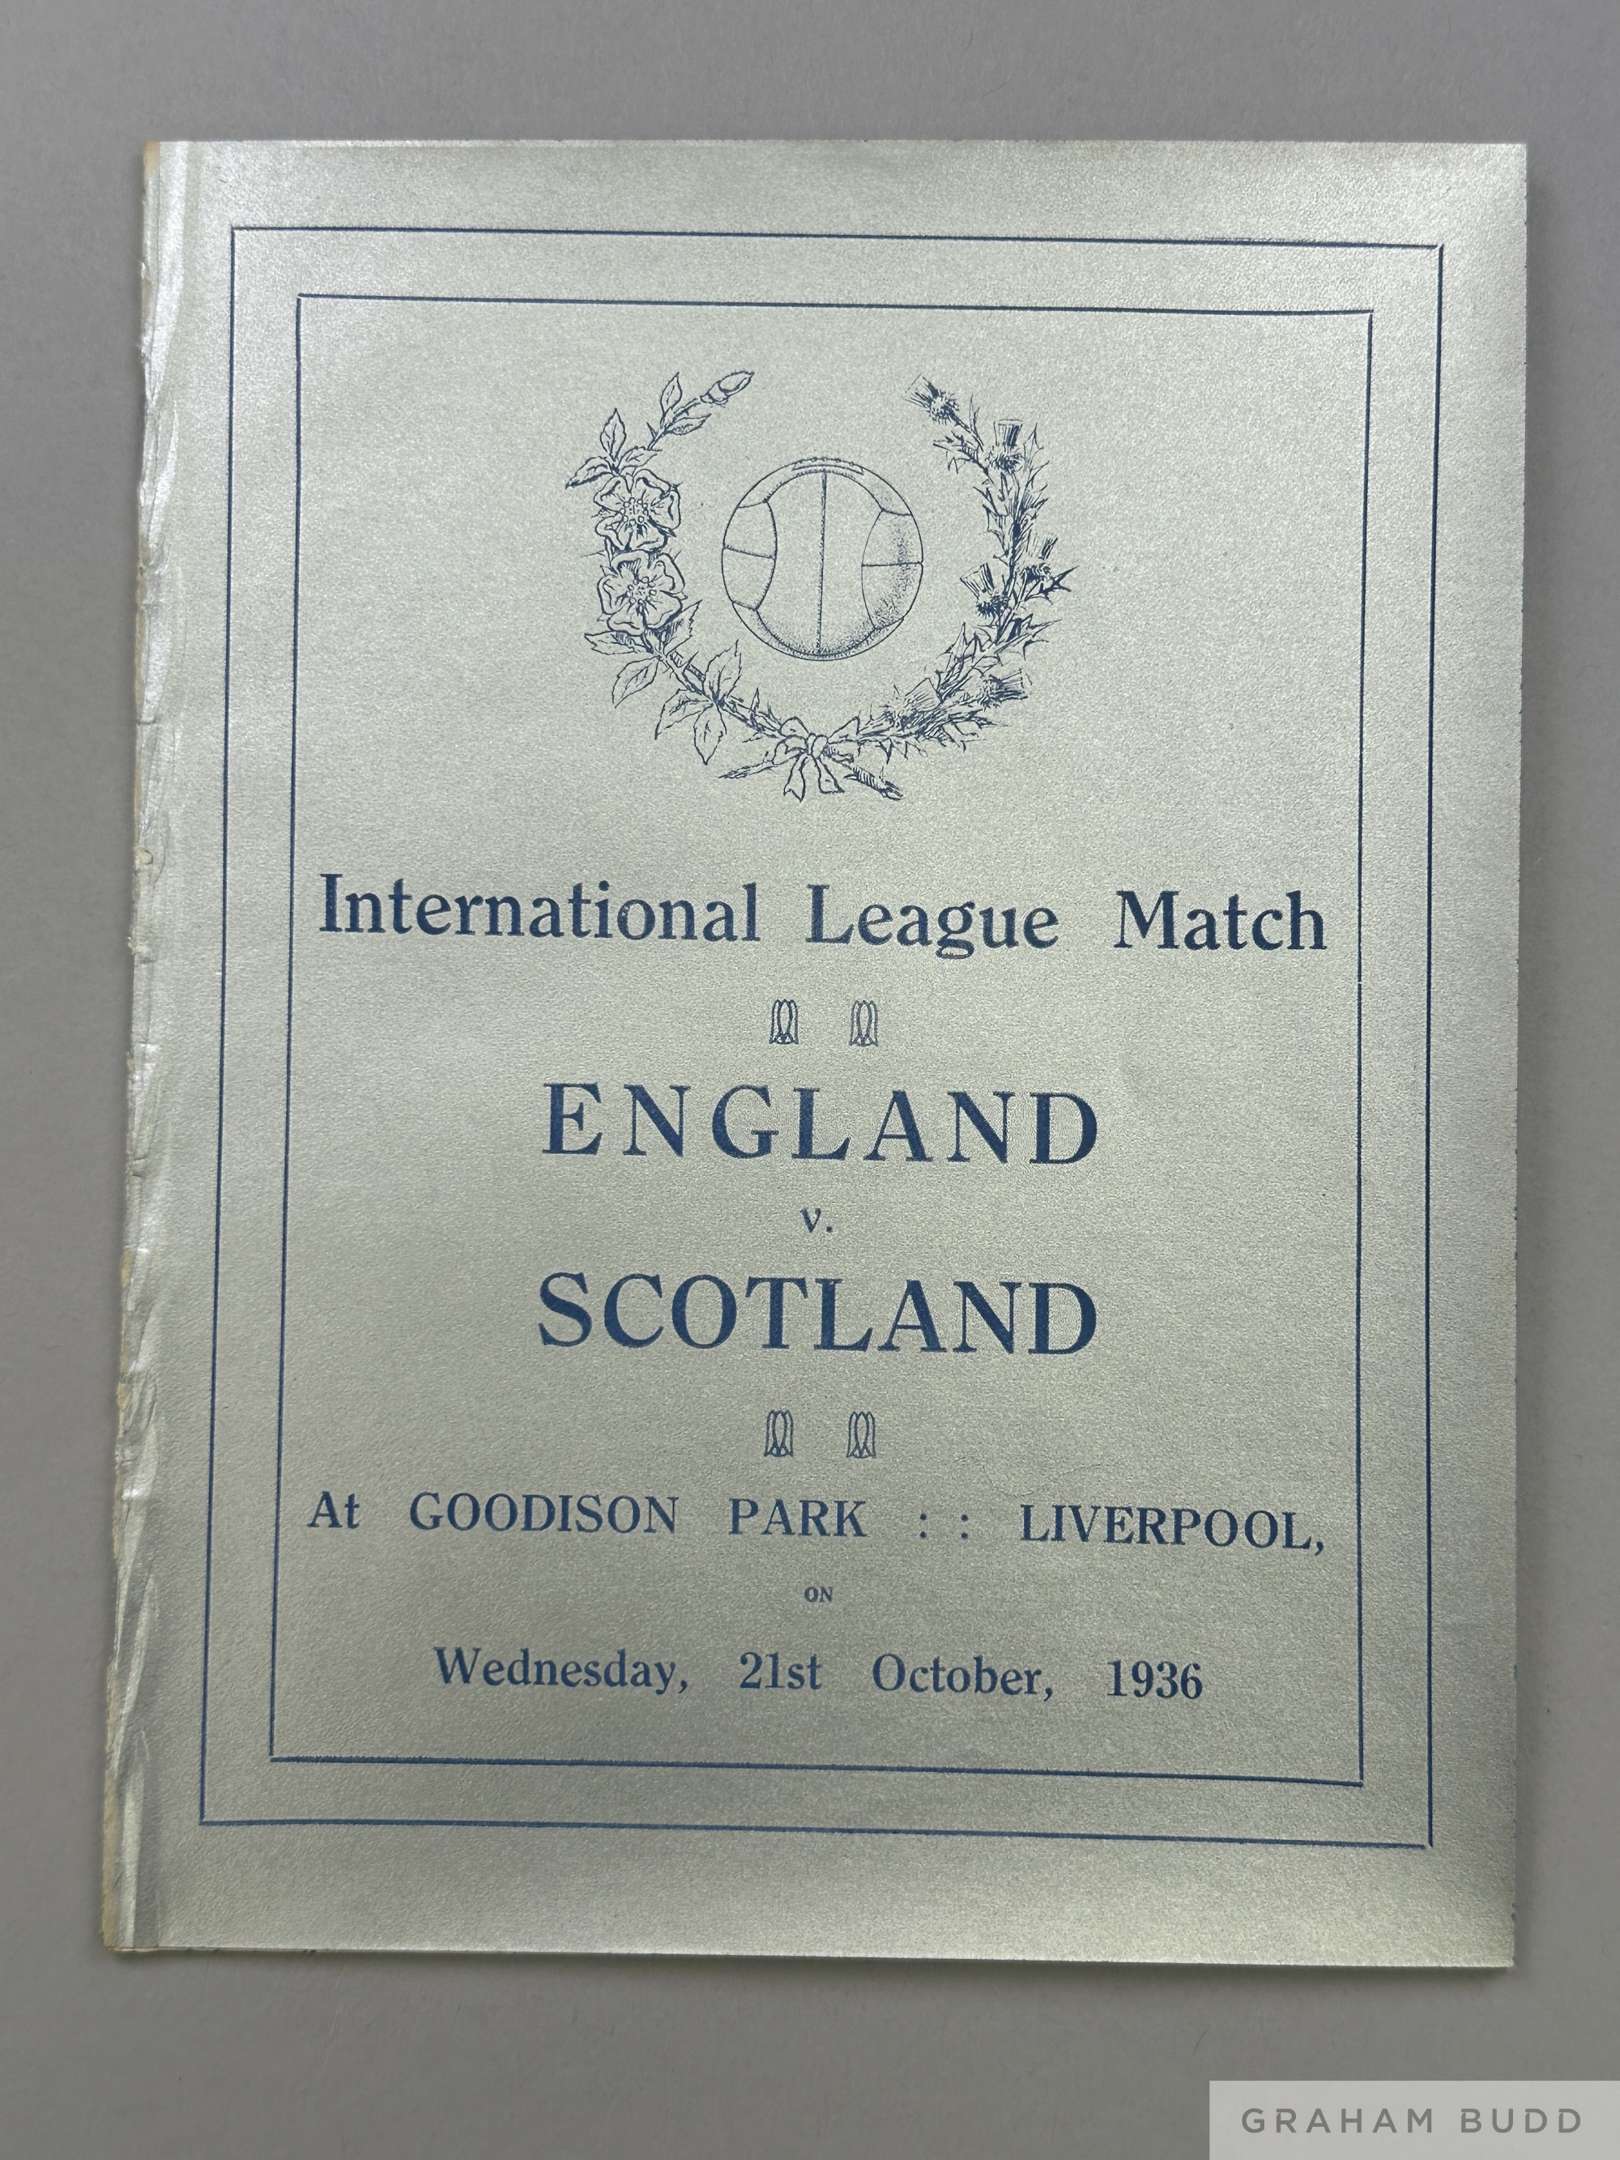 International League Match
ENGLAND
v.
SCOTLAND
At GOODISON PARK : : LIVERPOOL,
ON
Wednesday, 21st October, 1936
GRAHAM BUDD